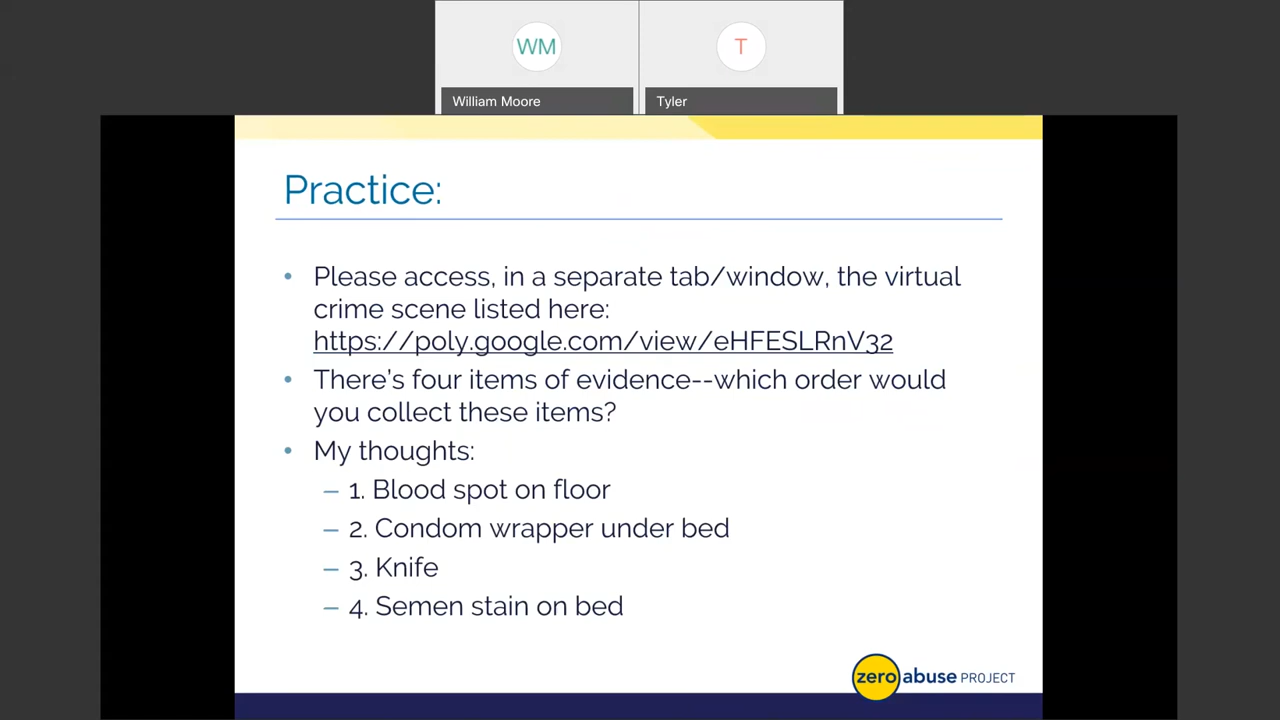 WM
T
William Moore
Tyler
Practice:
• Please access, in a separate tab/window, the virtual
crime scene listed here:
https://poly.google.com/view/eHFESLRnV32
• There's four items of evidence--which order would
you collect these items?
• My thoughts:
– 1. Blood spot on floor
– 2. Condom wrapper under bed
– 3. Knife
– 4. Semen stain on bed
zero abuse PROJECT